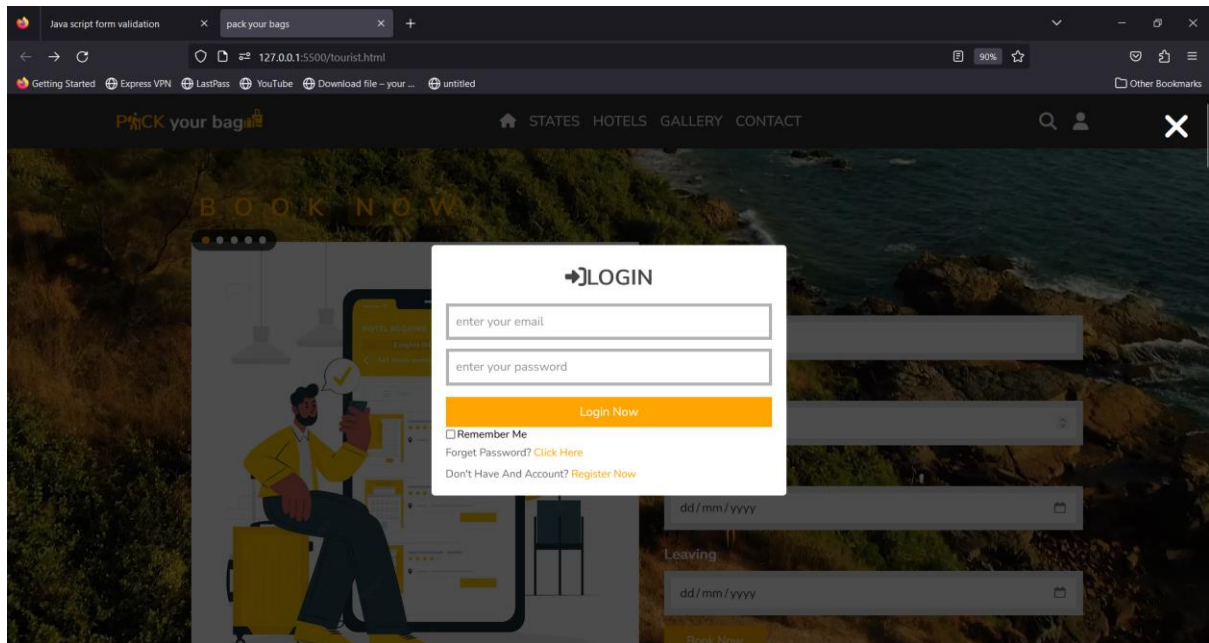 Java script form validation
pack your bags
127.0.0.1:5500/tourist.html
90%
Getting Started Express VPN LastPass YouTube Download file – your ... untitled
Other Bookmarks
PACK your bag
STATES HOTELS GALLERY CONTACT
BOOK NOW
LOGIN
enter your email
enter your password
Login Now
Remember Me
Forget Password? Click Here
Don't Have And Account? Register Now
dd/mm/yyyy
Leaving
dd/mm/yyyy
Book Now